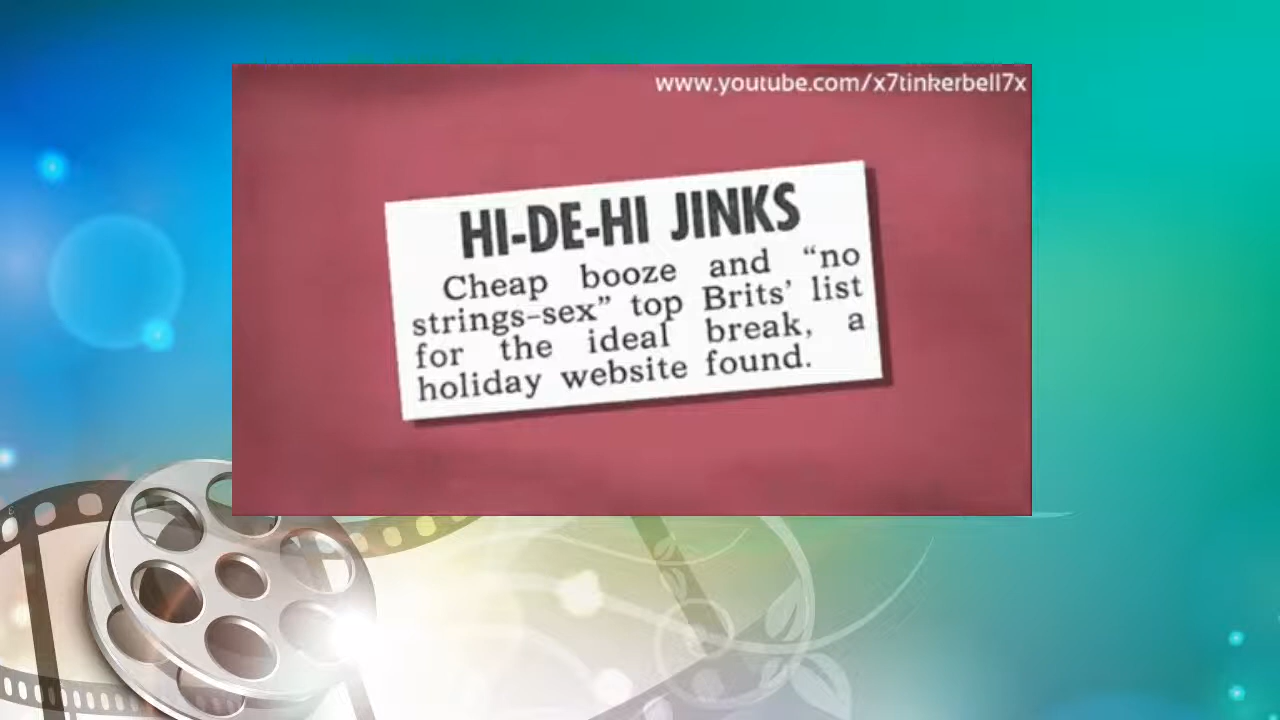 www.youtube.com/x7tinkerbell7x
HI-DE-HI JINKS
Cheap booze and “no
strings-sex” top Brits’ list
for the ideal break, a
holiday website found.